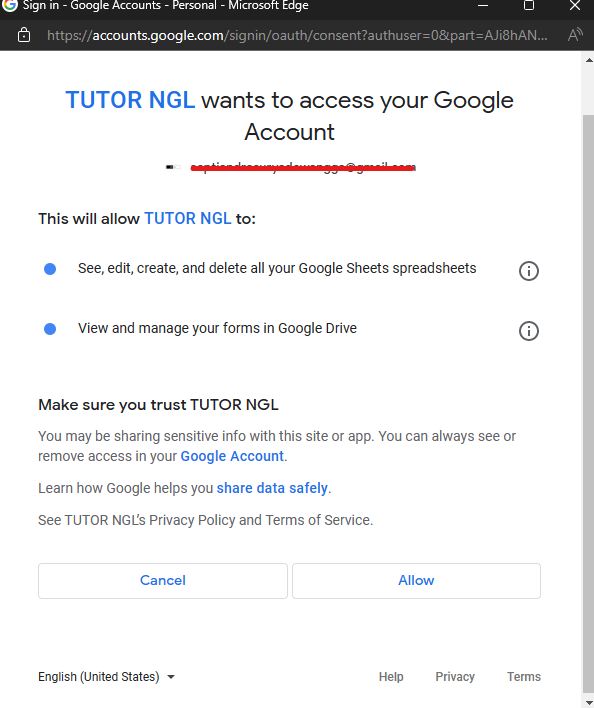 Sign in - Google Accounts - Personal - Microsoft Edge
https://accounts.google.com/signin/oauth/consent?authuser=0&part=AJi8hAN...
TUTOR NGL wants to access your Google
Account
This will allow TUTOR NGL to:
See, edit, create, and delete all your Google Sheets spreadsheets
View and manage your forms in Google Drive
Make sure you trust TUTOR NGL
You may be sharing sensitive info with this site or app. You can always see or
remove access in your Google Account.
Learn how Google helps you share data safely.
See TUTOR NGL's Privacy Policy and Terms of Service.
Cancel Allow
English (United States) Help Privacy Terms